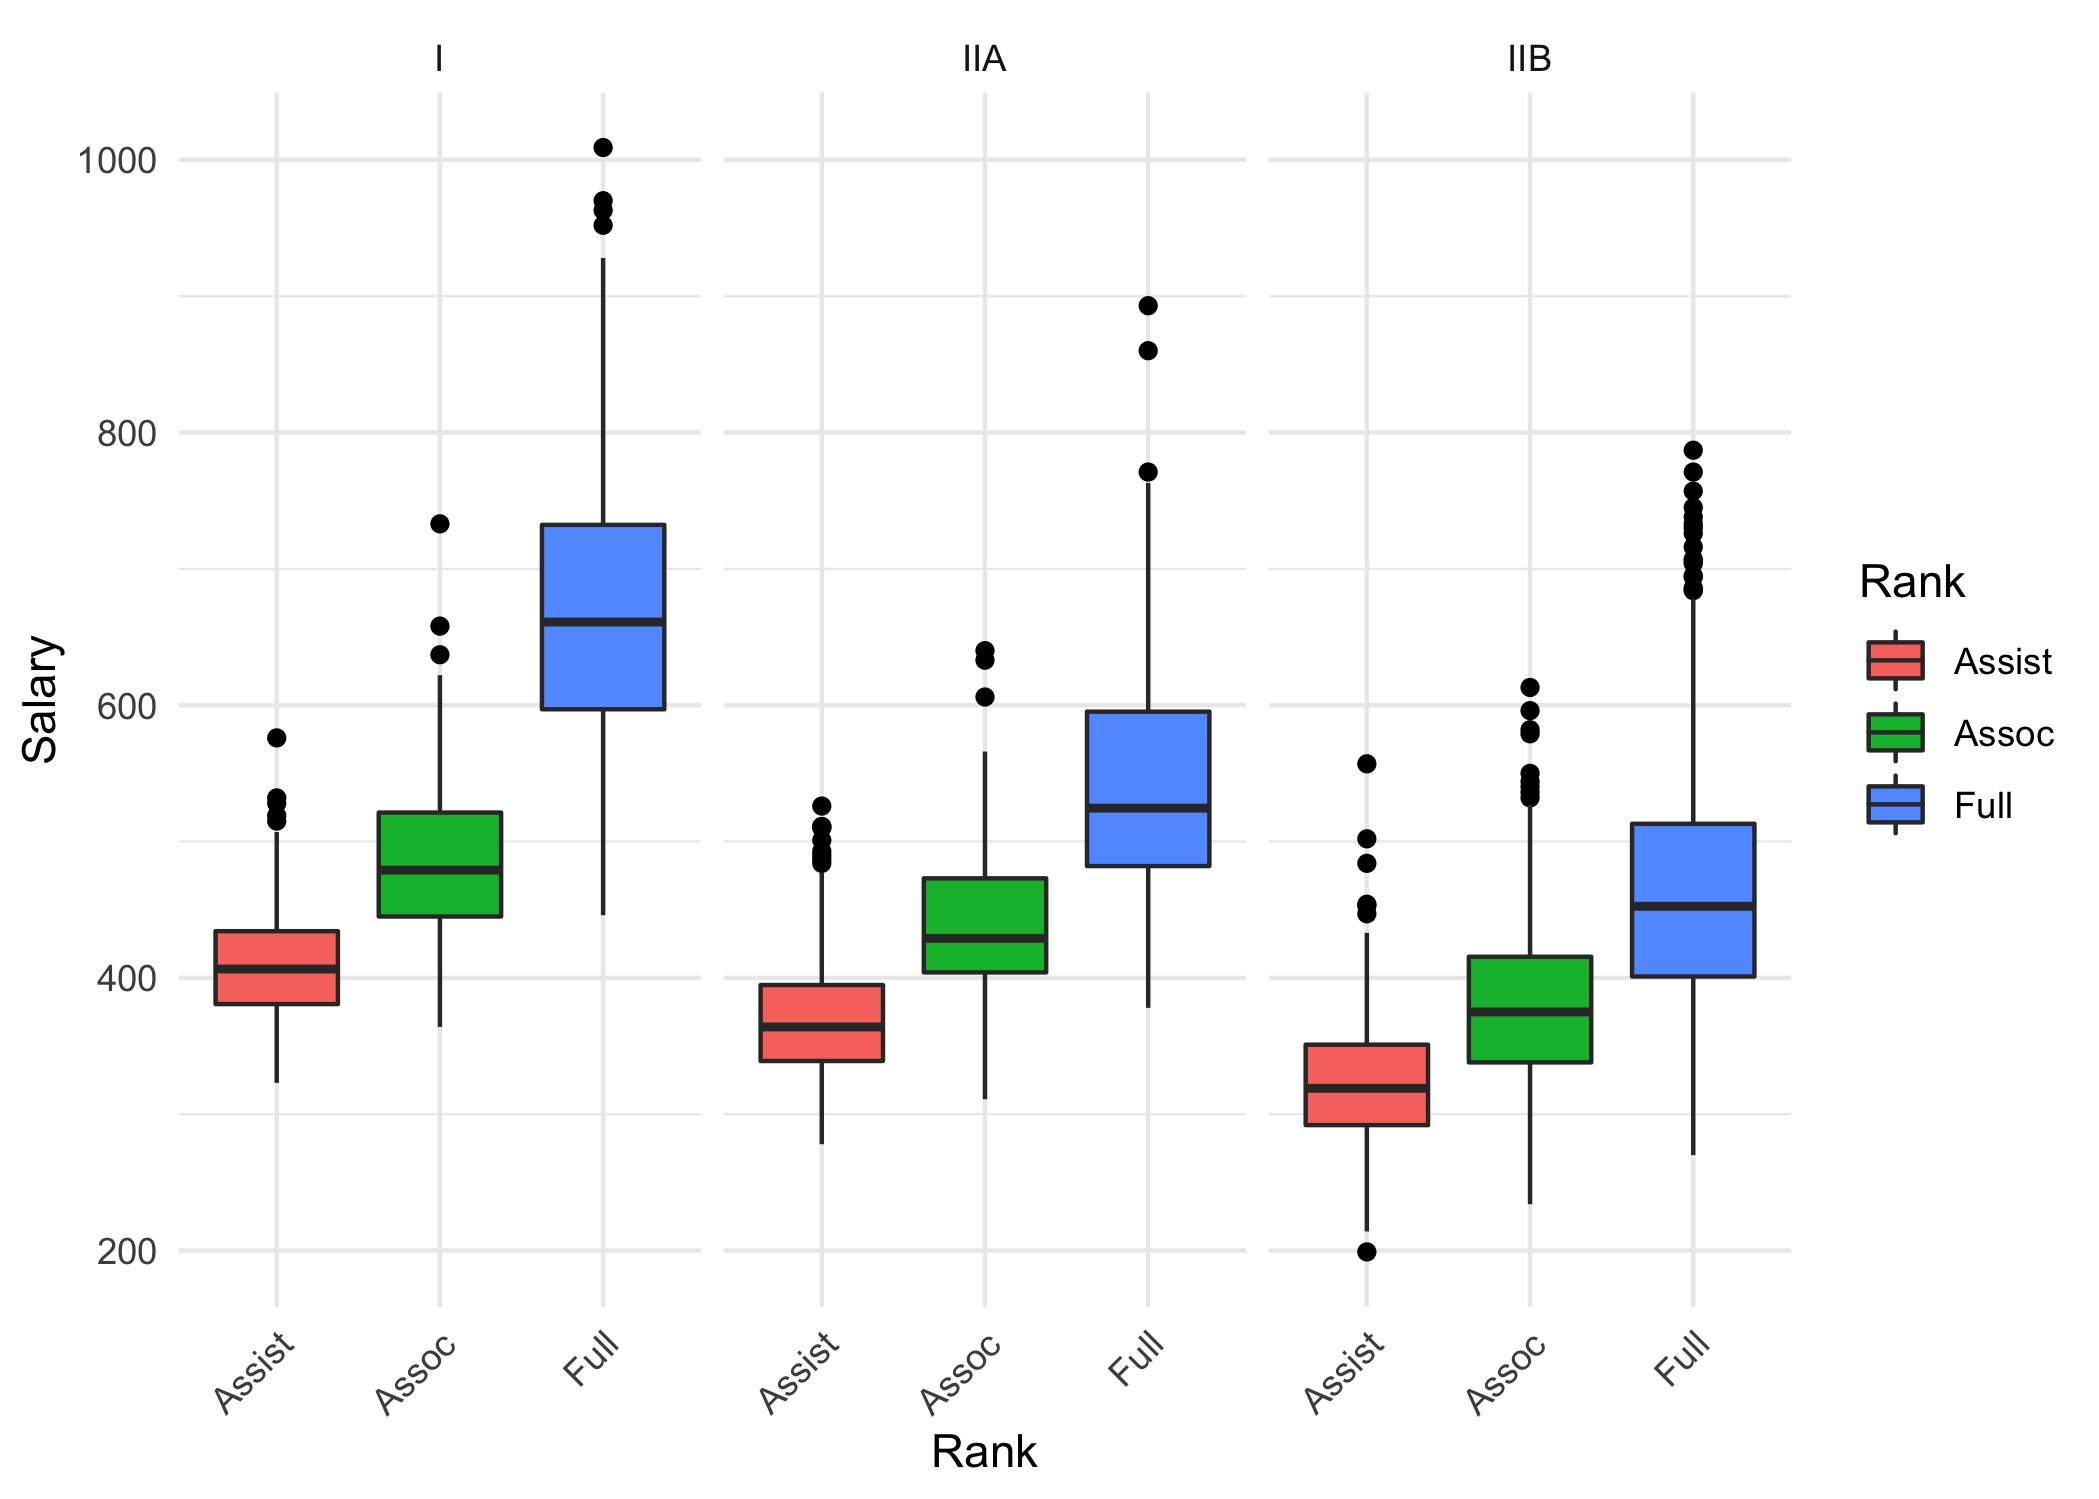 I
IIA
IIB
1000
800
600
400
200
Salary
Assist
Assoc
Full
Assist
Assoc
Full
Assist
Assoc
Full
Rank
Rank
Assist
Assoc
Full